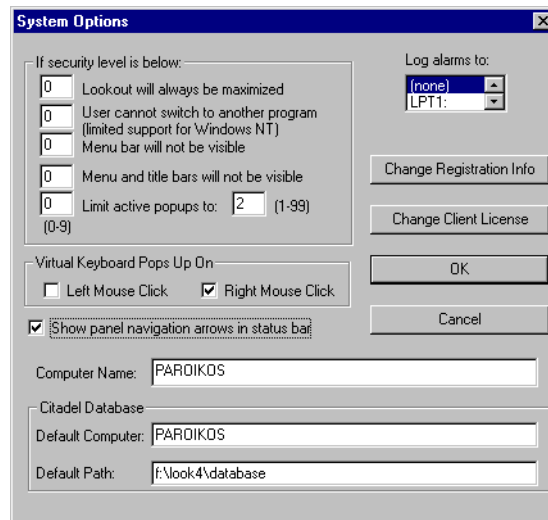 System Options
If security level is below:
0 Lookout will always be maximized
0 User cannot switch to another program
(limited support for Windows NT)
0 Menu bar will not be visible
0 Menu and title bars will not be visible
0 Limit active popups to: 2 (1-99)
(0-9)
Log alarms to:
(none)
LPT1:
Change Registration Info
Change Client License
OK
Cancel
Virtual Keyboard Pops Up On
Left Mouse Click Right Mouse Click
Show panel navigation arrows in status bar
Computer Name: PAROIKOS
Citadel Database
Default Computer: PAROIKOS
Default Path: f:\look4\database